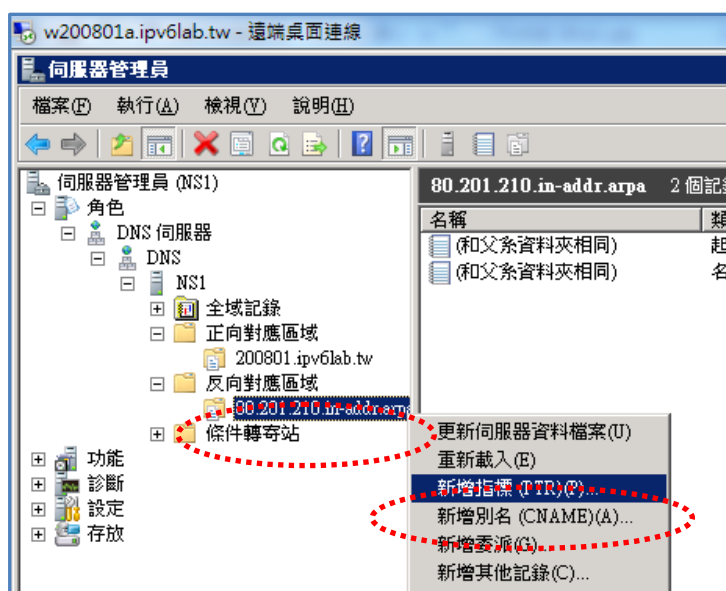 w200801a.ipv6lab.tw - 遠端桌面連線
伺服器管理員
檔案(F) 執行(A) 檢視(V) 說明(H)
伺服器管理員 (NS1)
角色
DNS 伺服器
DNS
NS1
全域記錄
正向對應區域
200801.ipv6lab.tw
反向對應區域
80.201.210.in-addr.arpa
條件轉寄站
功能
診斷
設定
存放
80.201.210.in-addr.arpa 2 個記錄
名稱 類
(和父系資料夾相同) 起
(和父系資料夾相同) 名
更新伺服器資料檔案(U)
重新載入(E)
新增指標 (PTR)(P)...
新增別名 (CNAME)(A)...
新增委派(G)...
新增其他記錄(C)...